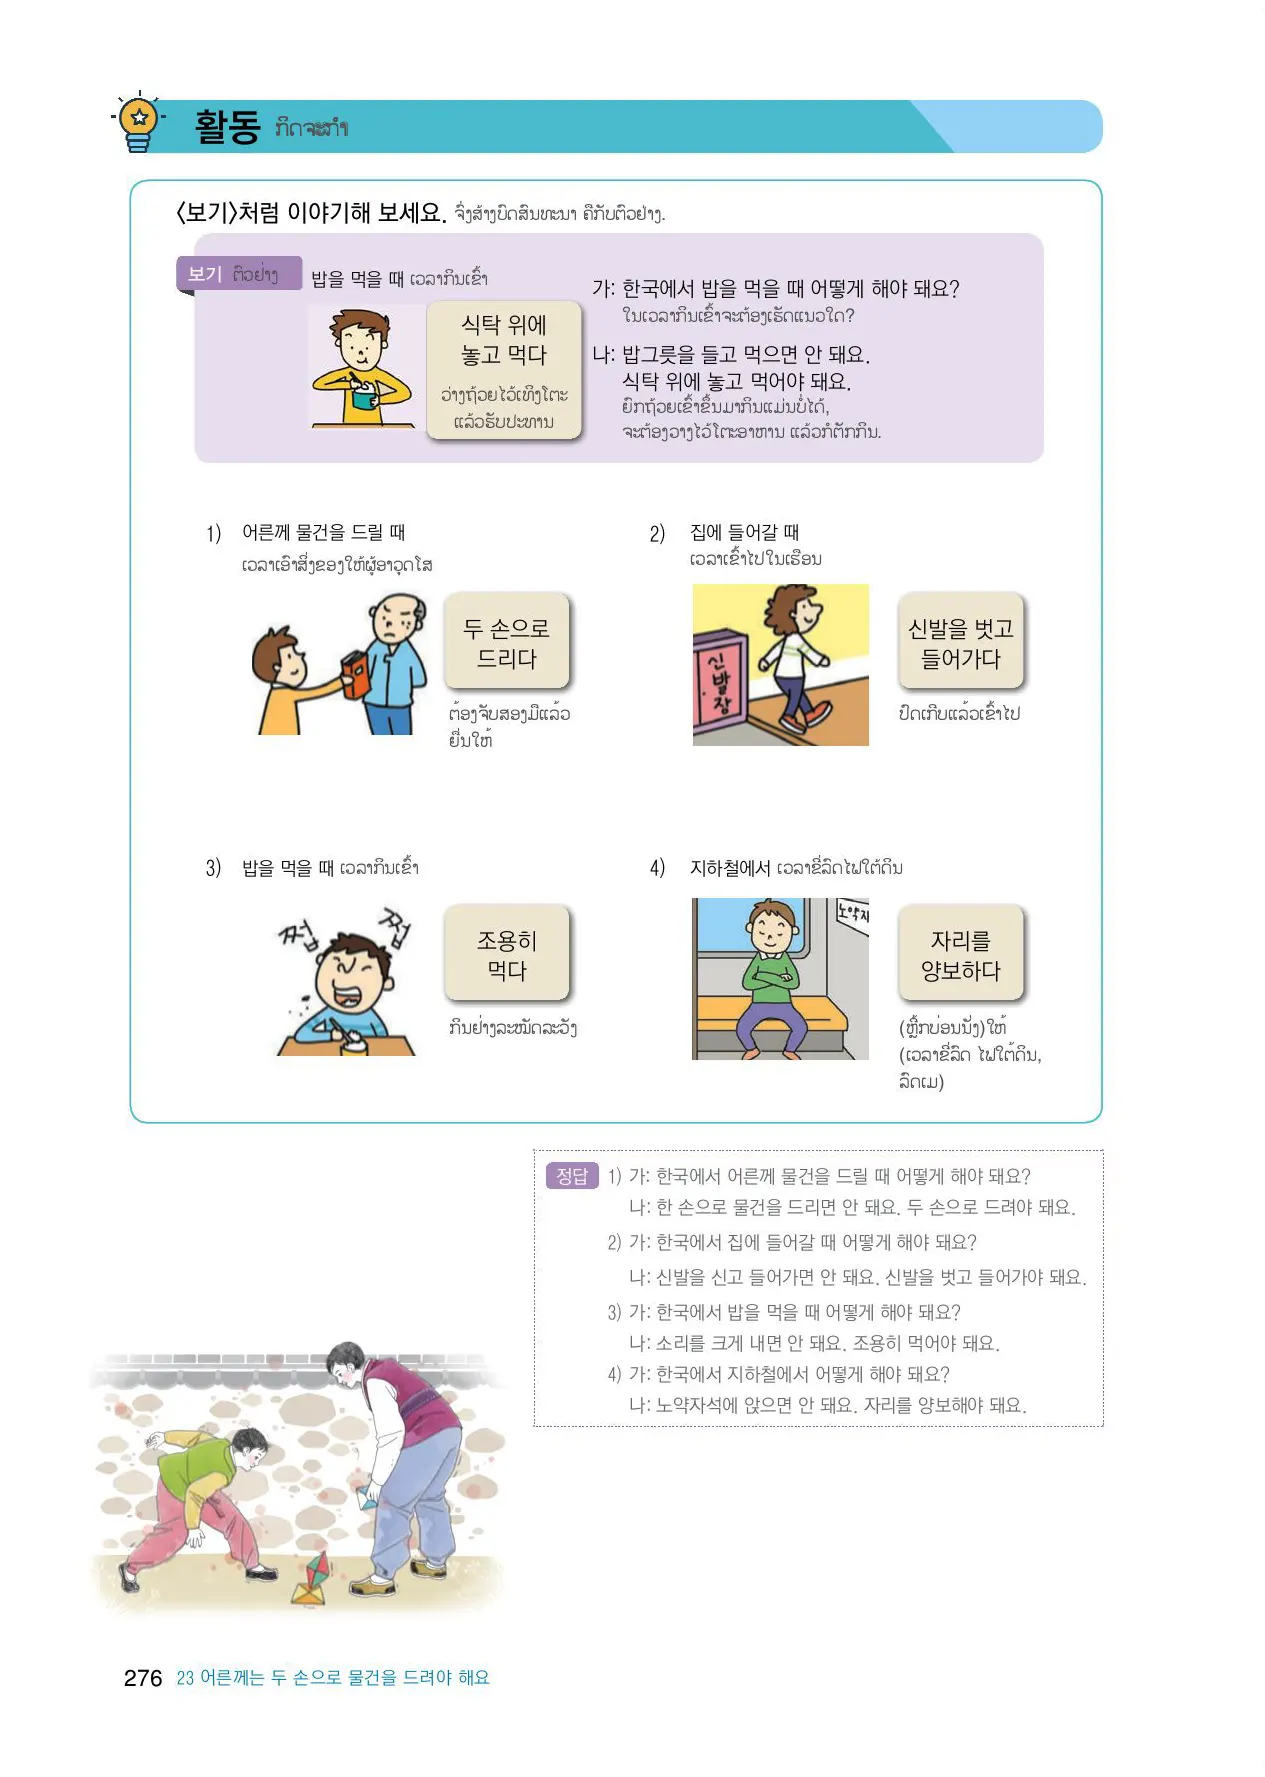 활동 ກິດຈະກຳ
<보기>처럼 이야기해 보세요. ຈົ່ງສ້າງບົດສົນທະນາ ຄືກັບຕົວຢ່າງ.
보기 ຕົວຢ່າງ
밥을 먹을 때 ເວລາກິນເຂົ້າ
식탁 위에
놓고 먹다
ວ່າງຖ້ວຍໄວ້ເທິງໂຕະ
ແລ້ວຮັບປະທານ
가: 한국에서 밥을 먹을 때 어떻게 해야 돼요?
ໃນເວລາກິນເຂົ້າຈະຕ້ອງເຮັດແນວໃດ?
나: 밥그릇을 들고 먹으면 안 돼요.
식탁 위에 놓고 먹어야 돼요.
ຍົກຖ້ວຍເຂົ້າຂຶ້ນມາກິນແມ່ນບໍ່ໄດ້,
ຈະຕ້ອງວາງໄວ້ໂຕະອາຫານ ແລ້ວກໍຕັກກິນ.
1) 어른께 물건을 드릴 때
ເວລາເອົາສິ່ງຂອງໃຫ້ຜູ້ອາວຸດໂສ
두 손으로
드리다
ຕ້ອງຈັບສອງມືແລ້ວ
ຍື່ນໃຫ້
2) 집에 들어갈 때
ເວລາເຂົ້າໄປໃນເຮືອນ
신발장
신발을 벗고
들어가다
ປົດເກີບແລ້ວເຂົ້າໄປ
3) 밥을 먹을 때 ເວລາກິນເຂົ້າ
쩝 쩝
조용히
먹다
ກິນຢ່າງລະໝັດລະວັງ
4) 지하철에서 ເວລາຂີ່ລົດໄຟໃຕ້ດິນ
노약자
자리를
양보하다
(ຫຼີກບ່ອນນັ່ງ)ໃຫ້
(ເວລາຂີ່ລົດ ໄຟໃຕ້ດິນ,
ລົດເມ)
정답 1) 가: 한국에서 어른께 물건을 드릴 때 어떻게 해야 돼요?
나: 한 손으로 물건을 드리면 안 돼요. 두 손으로 드려야 돼요.
2) 가: 한국에서 집에 들어갈 때 어떻게 해야 돼요?
나: 신발을 신고 들어가면 안 돼요. 신발을 벗고 들어가야 돼요.
3) 가: 한국에서 밥을 먹을 때 어떻게 해야 돼요?
나: 소리를 크게 내면 안 돼요. 조용히 먹어야 돼요.
4) 가: 한국에서 지하철에서 어떻게 해야 돼요?
나: 노약자석에 앉으면 안 돼요. 자리를 양보해야 돼요.
276 23 어른께는 두 손으로 물건을 드려야 해요